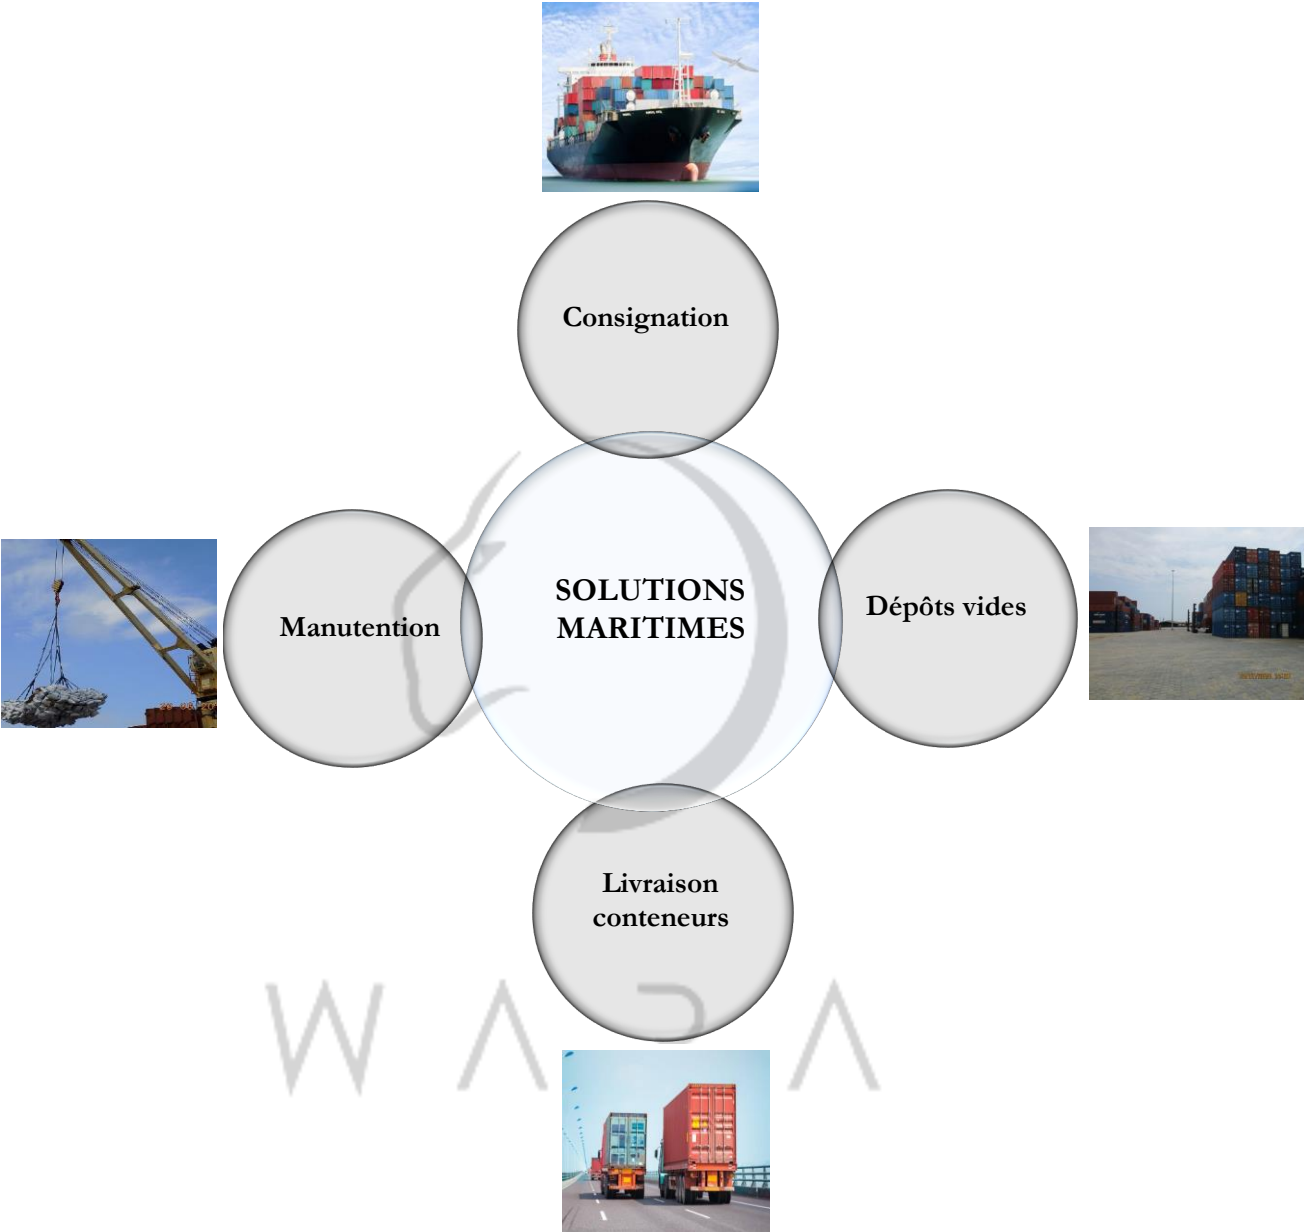 Consignation
SOLUTIONS
MARITIMES
Dépôts vides
Manutention
Livraison
conteneurs